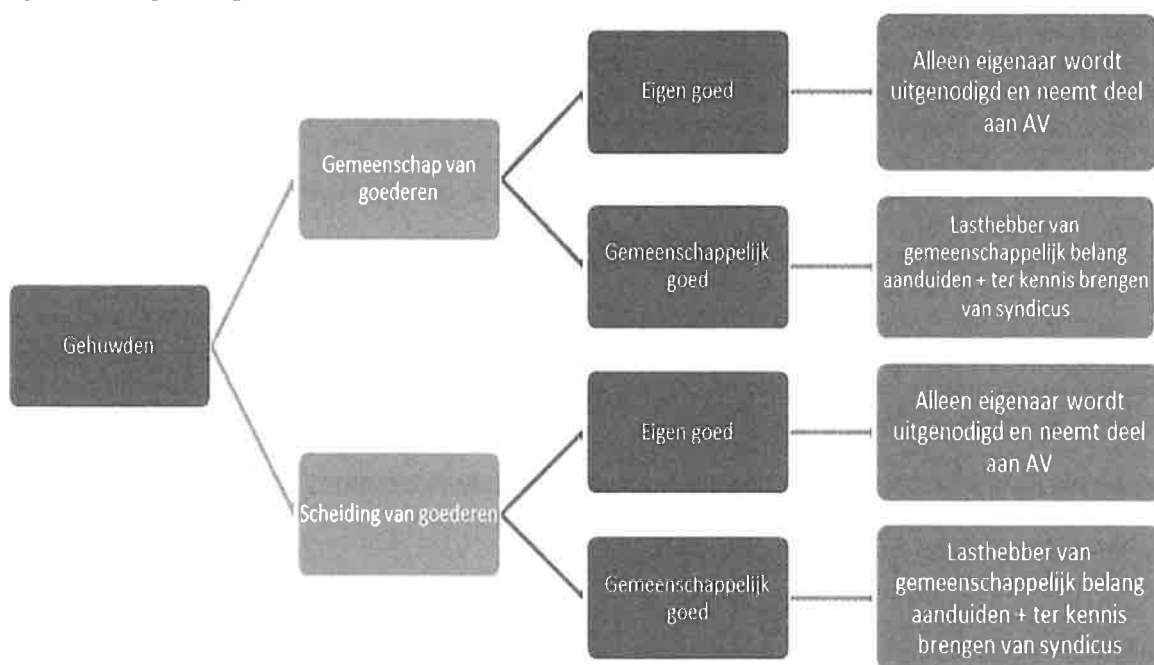 Gehuwden
Gemeenschap van
goederen
Eigen goed
Alleen eigenaar wordt
uitgenodigd en neemt deel
aan AV
Gemeenschappelijk
goed
Lasthebber van
gemeenschappelijk belang
aanduiden + ter kennis brengen
van syndicus
Scheiding van goederen
Eigen goed
Alleen eigenaar wordt
uitgenodigd en neemt deel
aan AV
Gemeenschappelijk
goed
Lasthebber van
gemeenschappelijk belang
aanduiden + ter kennis
brengen van syndicus